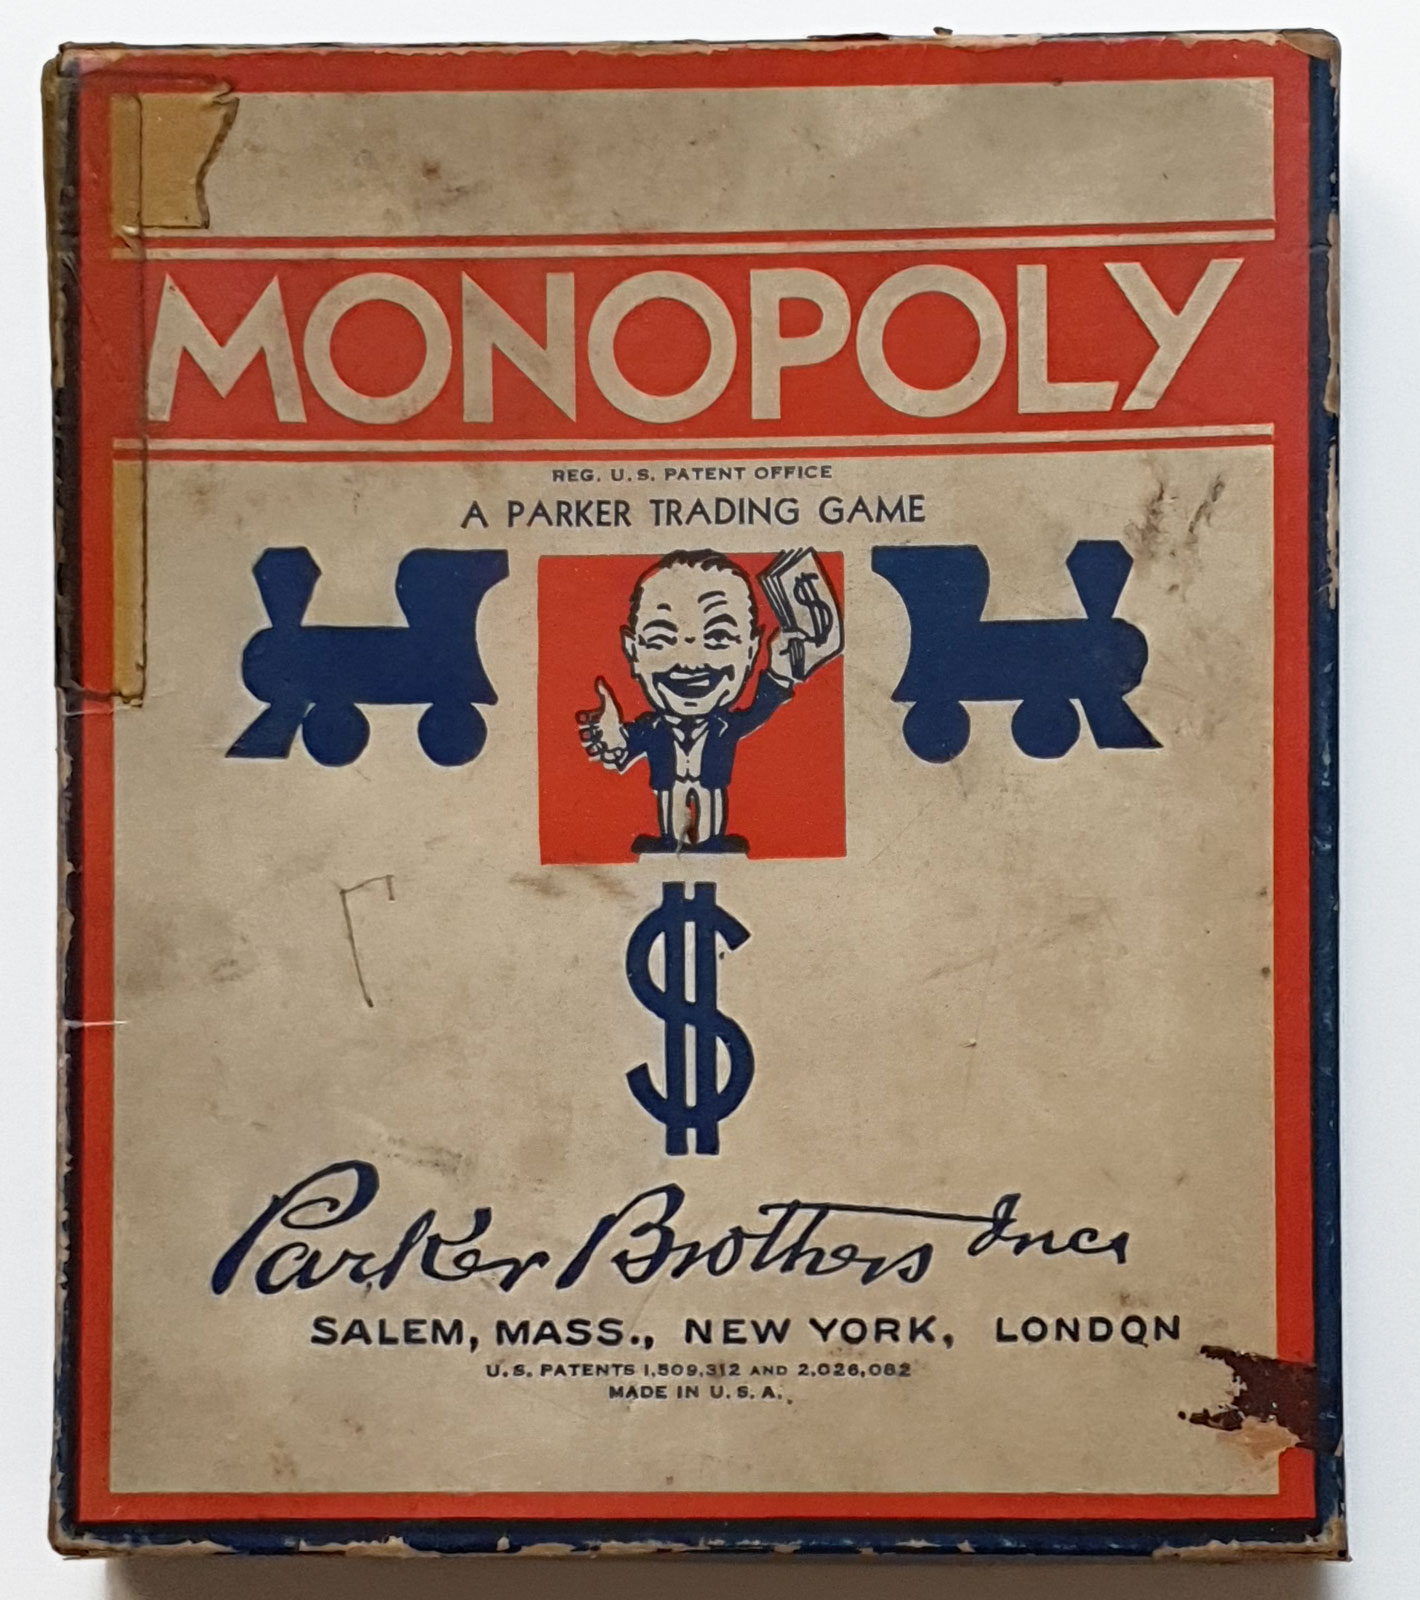 MONOPOLY
REG. U.S. PATENT OFFICE
A PARKER TRADING GAME
$
$
Parker Brothers Inc.
SALEM, MASS., NEW YORK, LONDON
U.S. PATENTS 1,509,312 AND 2,026,082
MADE IN U.S.A.